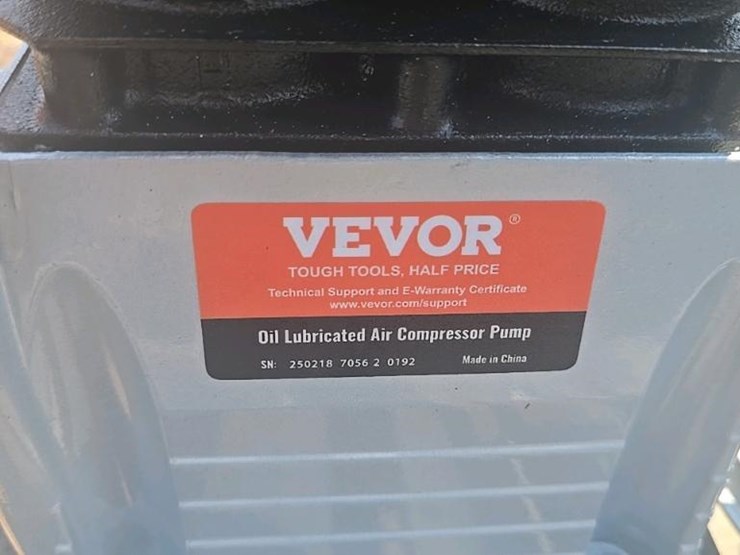 VEVOR®
TOUGH TOOLS, HALF PRICE
Technical Support and E-Warranty Certificate
www.vevor.com/support
Oil Lubricated Air Compressor Pump
SN: 250218 7056 2 0192 Made in China